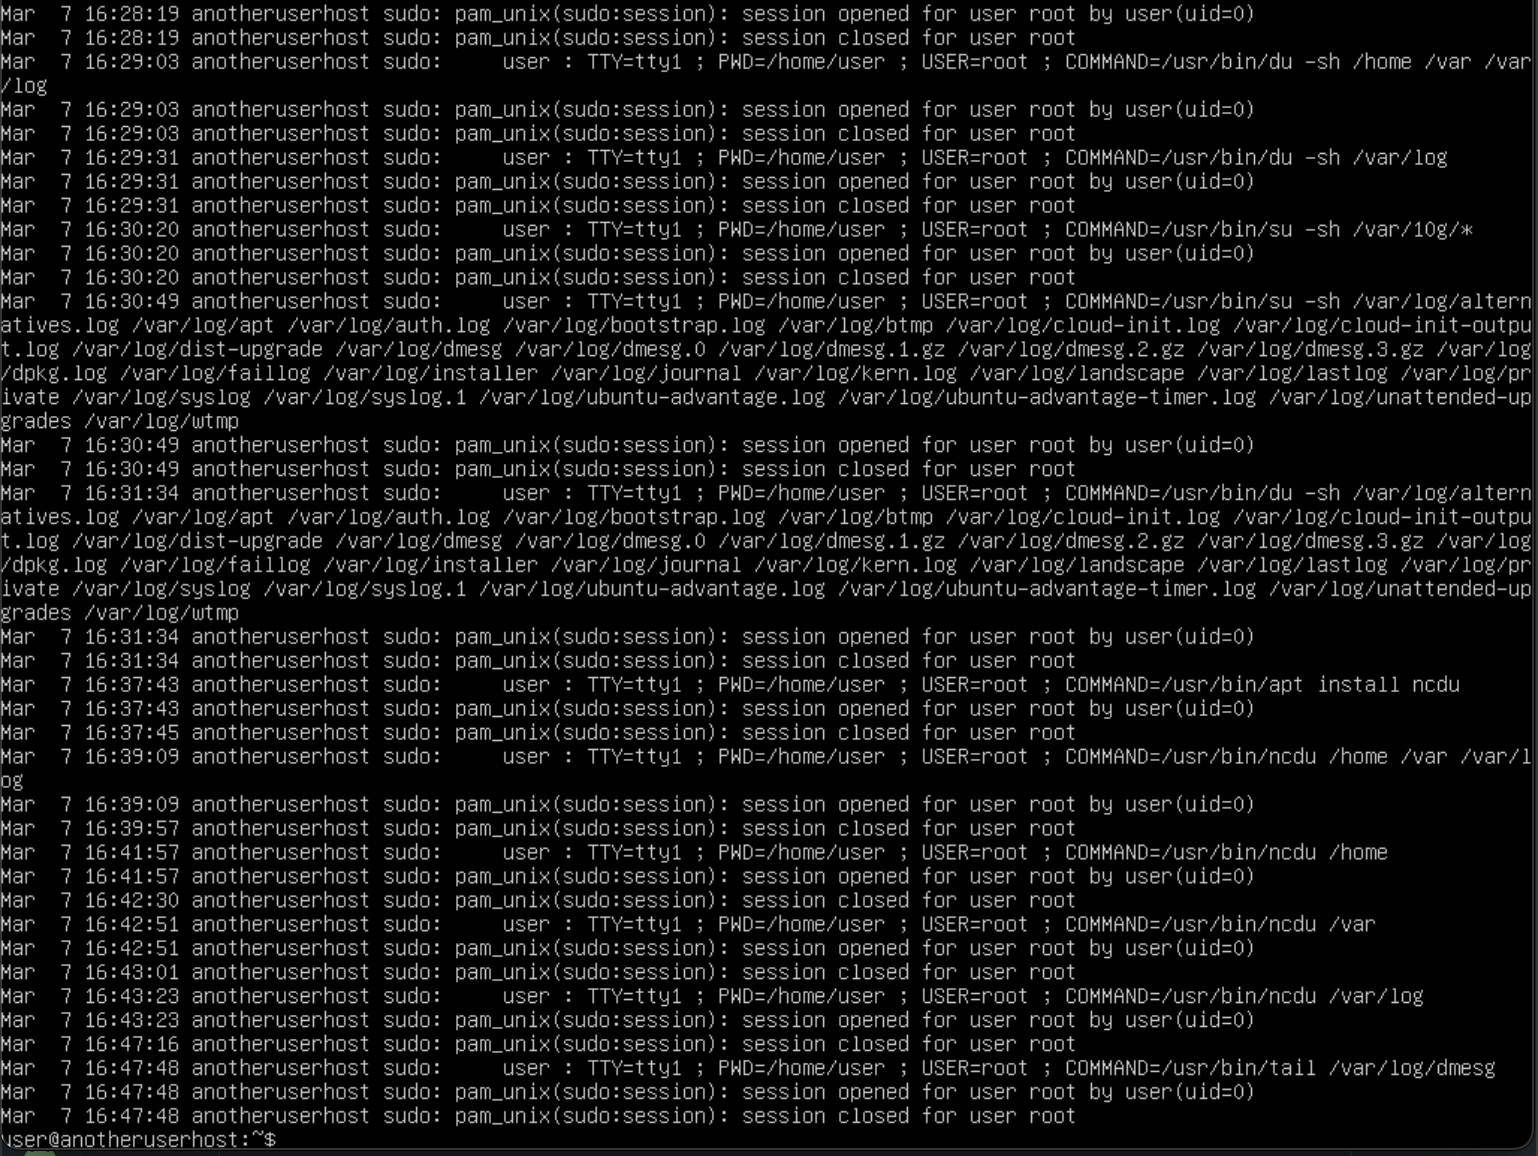 Mar  7 16:28:19 anotheruserhost sudo: pam_unix(sudo:session): session opened for user root by user(uid=0)
Mar  7 16:28:19 anotheruserhost sudo: pam_unix(sudo:session): session closed for user root
Mar  7 16:29:03 anotheruserhost sudo:     user : TTY=tty1 ; PWD=/home/user ; USER=root ; COMMAND=/usr/bin/du -sh /home /var /var
/log
Mar  7 16:29:03 anotheruserhost sudo: pam_unix(sudo:session): session opened for user root by user(uid=0)
Mar  7 16:29:03 anotheruserhost sudo: pam_unix(sudo:session): session closed for user root
Mar  7 16:29:31 anotheruserhost sudo:     user : TTY=tty1 ; PWD=/home/user ; USER=root ; COMMAND=/usr/bin/du -sh /var/log
Mar  7 16:29:31 anotheruserhost sudo: pam_unix(sudo:session): session opened for user root by user(uid=0)
Mar  7 16:29:31 anotheruserhost sudo: pam_unix(sudo:session): session closed for user root
Mar  7 16:30:20 anotheruserhost sudo:     user : TTY=tty1 ; PWD=/home/user ; USER=root ; COMMAND=/usr/bin/su -sh /var/10g/*
Mar  7 16:30:20 anotheruserhost sudo: pam_unix(sudo:session): session opened for user root by user(uid=0)
Mar  7 16:30:20 anotheruserhost sudo: pam_unix(sudo:session): session closed for user root
Mar  7 16:30:49 anotheruserhost sudo:     user : TTY=tty1 ; PWD=/home/user ; USER=root ; COMMAND=/usr/bin/su -sh /var/log/altern
atives.log /var/log/apt /var/log/auth.log /var/log/bootstrap.log /var/log/btmp /var/log/cloud-init.log /var/log/cloud-init-outpu
t.log /var/log/dist-upgrade /var/log/dmesg /var/log/dmesg.0 /var/log/dmesg.1.gz /var/log/dmesg.2.gz /var/log/dmesg.3.gz /var/log
/dpkg.log /var/log/faillog /var/log/installer /var/log/journal /var/log/kern.log /var/log/landscape /var/log/lastlog /var/log/pr
ivate /var/log/syslog /var/log/syslog.1 /var/log/ubuntu-advantage.log /var/log/ubuntu-advantage-timer.log /var/log/unattended-up
grades /var/log/wtmp
Mar  7 16:30:49 anotheruserhost sudo: pam_unix(sudo:session): session opened for user root by user(uid=0)
Mar  7 16:30:49 anotheruserhost sudo: pam_unix(sudo:session): session closed for user root
Mar  7 16:31:34 anotheruserhost sudo:     user : TTY=tty1 ; PWD=/home/user ; USER=root ; COMMAND=/usr/bin/du -sh /var/log/altern
atives.log /var/log/apt /var/log/auth.log /var/log/bootstrap.log /var/log/btmp /var/log/cloud-init.log /var/log/cloud-init-outpu
t.log /var/log/dist-upgrade /var/log/dmesg /var/log/dmesg.0 /var/log/dmesg.1.gz /var/log/dmesg.2.gz /var/log/dmesg.3.gz /var/log
/dpkg.log /var/log/faillog /var/log/installer /var/log/journal /var/log/kern.log /var/log/landscape /var/log/lastlog /var/log/pr
ivate /var/log/syslog /var/log/syslog.1 /var/log/ubuntu-advantage.log /var/log/ubuntu-advantage-timer.log /var/log/unattended-up
grades /var/log/wtmp
Mar  7 16:31:34 anotheruserhost sudo: pam_unix(sudo:session): session opened for user root by user(uid=0)
Mar  7 16:31:34 anotheruserhost sudo: pam_unix(sudo:session): session closed for user root
Mar  7 16:37:43 anotheruserhost sudo:     user : TTY=tty1 ; PWD=/home/user ; USER=root ; COMMAND=/usr/bin/apt install ncdu
Mar  7 16:37:43 anotheruserhost sudo: pam_unix(sudo:session): session opened for user root by user(uid=0)
Mar  7 16:37:45 anotheruserhost sudo: pam_unix(sudo:session): session closed for user root
Mar  7 16:39:09 anotheruserhost sudo:     user : TTY=tty1 ; PWD=/home/user ; USER=root ; COMMAND=/usr/bin/ncdu /home /var /var/l
og
Mar  7 16:39:09 anotheruserhost sudo: pam_unix(sudo:session): session opened for user root by user(uid=0)
Mar  7 16:39:57 anotheruserhost sudo: pam_unix(sudo:session): session closed for user root
Mar  7 16:41:57 anotheruserhost sudo:     user : TTY=tty1 ; PWD=/home/user ; USER=root ; COMMAND=/usr/bin/ncdu /home
Mar  7 16:41:57 anotheruserhost sudo: pam_unix(sudo:session): session opened for user root by user(uid=0)
Mar  7 16:42:30 anotheruserhost sudo: pam_unix(sudo:session): session closed for user root
Mar  7 16:42:51 anotheruserhost sudo:     user : TTY=tty1 ; PWD=/home/user ; USER=root ; COMMAND=/usr/bin/ncdu /var
Mar  7 16:42:51 anotheruserhost sudo: pam_unix(sudo:session): session opened for user root by user(uid=0)
Mar  7 16:43:01 anotheruserhost sudo: pam_unix(sudo:session): session closed for user root
Mar  7 16:43:23 anotheruserhost sudo:     user : TTY=tty1 ; PWD=/home/user ; USER=root ; COMMAND=/usr/bin/ncdu /var/log
Mar  7 16:43:23 anotheruserhost sudo: pam_unix(sudo:session): session opened for user root by user(uid=0)
Mar  7 16:47:16 anotheruserhost sudo: pam_unix(sudo:session): session closed for user root
Mar  7 16:47:48 anotheruserhost sudo:     user : TTY=tty1 ; PWD=/home/user ; USER=root ; COMMAND=/usr/bin/tail /var/log/dmesg
Mar  7 16:47:48 anotheruserhost sudo: pam_unix(sudo:session): session opened for user root by user(uid=0)
Mar  7 16:47:48 anotheruserhost sudo: pam_unix(sudo:session): session closed for user root
user@anotheruserhost:~$